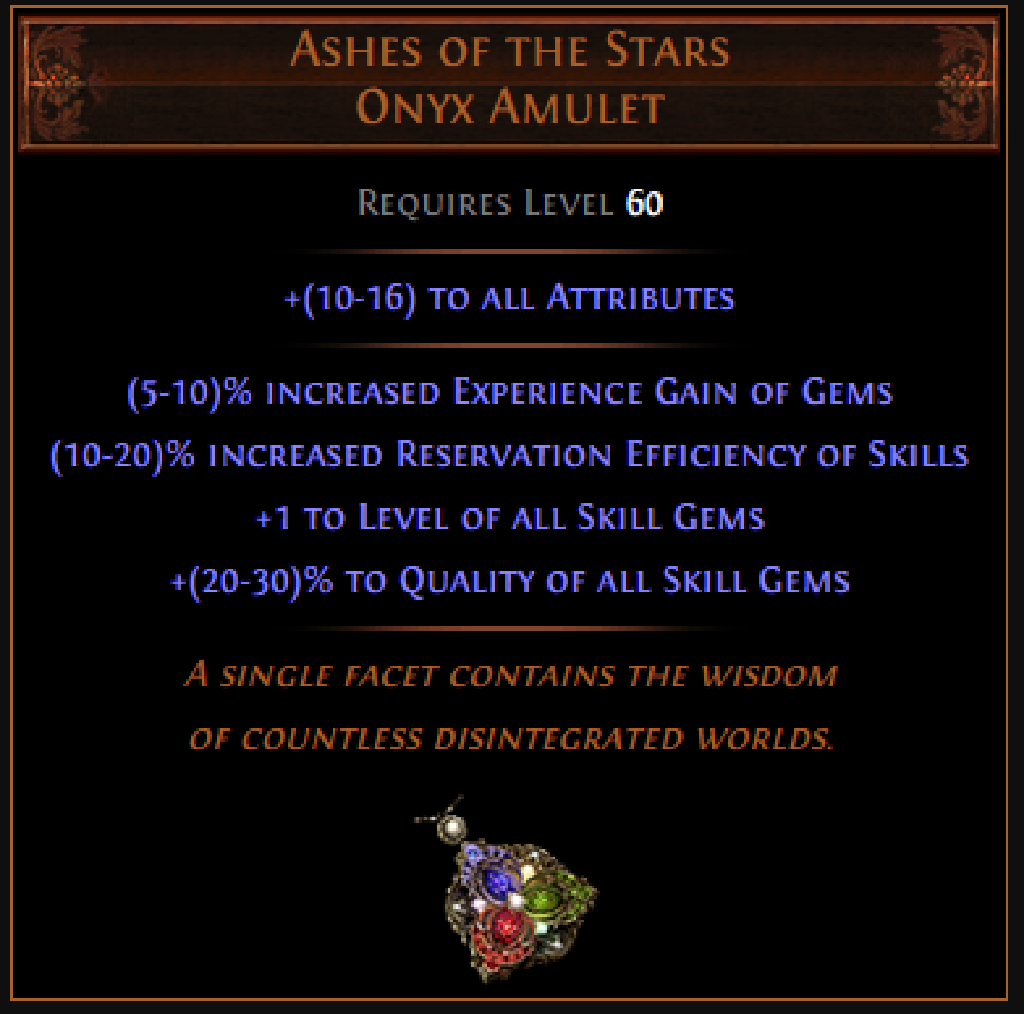 Ashes of the Stars
Onyx Amulet
Requires Level 60
+(10-16) to all Attributes
(5-10)% increased Experience Gain of Gems
(10-20)% increased Reservation Efficiency of Skills
+1 to Level of all Skill Gems
+(20-30)% to Quality of all Skill Gems
A single facet contains the wisdom
of countless disintegrated worlds.